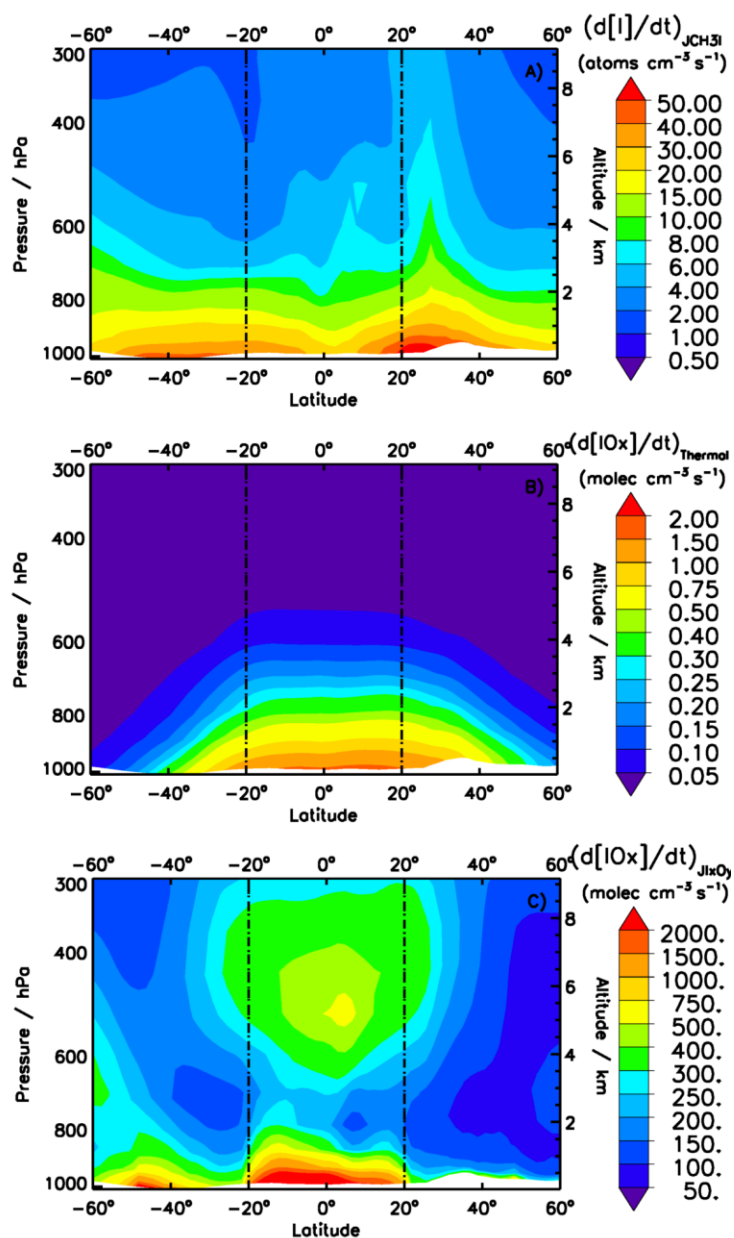 −60° −40° −20° 0° 20° 40° 60°
(d[I]/dt)JCH3I
(atoms cm−3 s−1)
A)
300
400
600
800
1000
Pressure / hPa
8
6
4
2
Altitude / km
50.00
40.00
30.00
20.00
15.00
10.00
8.00
6.00
4.00
2.00
1.00
0.50
−60° −40° −20° 0° 20° 40° 60°
Latitude
−60° −40° −20° 0° 20° 40° 60°
(d[IOx]/dt)Thermal
(molec cm−3 s−1)
B)
300
400
600
800
1000
Pressure / hPa
8
6
4
2
Altitude / km
2.00
1.50
1.00
0.75
0.50
0.40
0.30
0.25
0.20
0.15
0.10
0.05
−60° −40° −20° 0° 20° 40° 60°
Latitude
−60° −40° −20° 0° 20° 40° 60°
(d[IOx]/dt)JIxOy
(molec cm−3 s−1)
C)
300
400
600
800
1000
Pressure / hPa
8
6
4
2
Altitude / km
2000.
1500.
1000.
750.
500.
400.
300.
200.
150.
100.
50.
−60° −40° −20° 0° 20° 40° 60°
Latitude